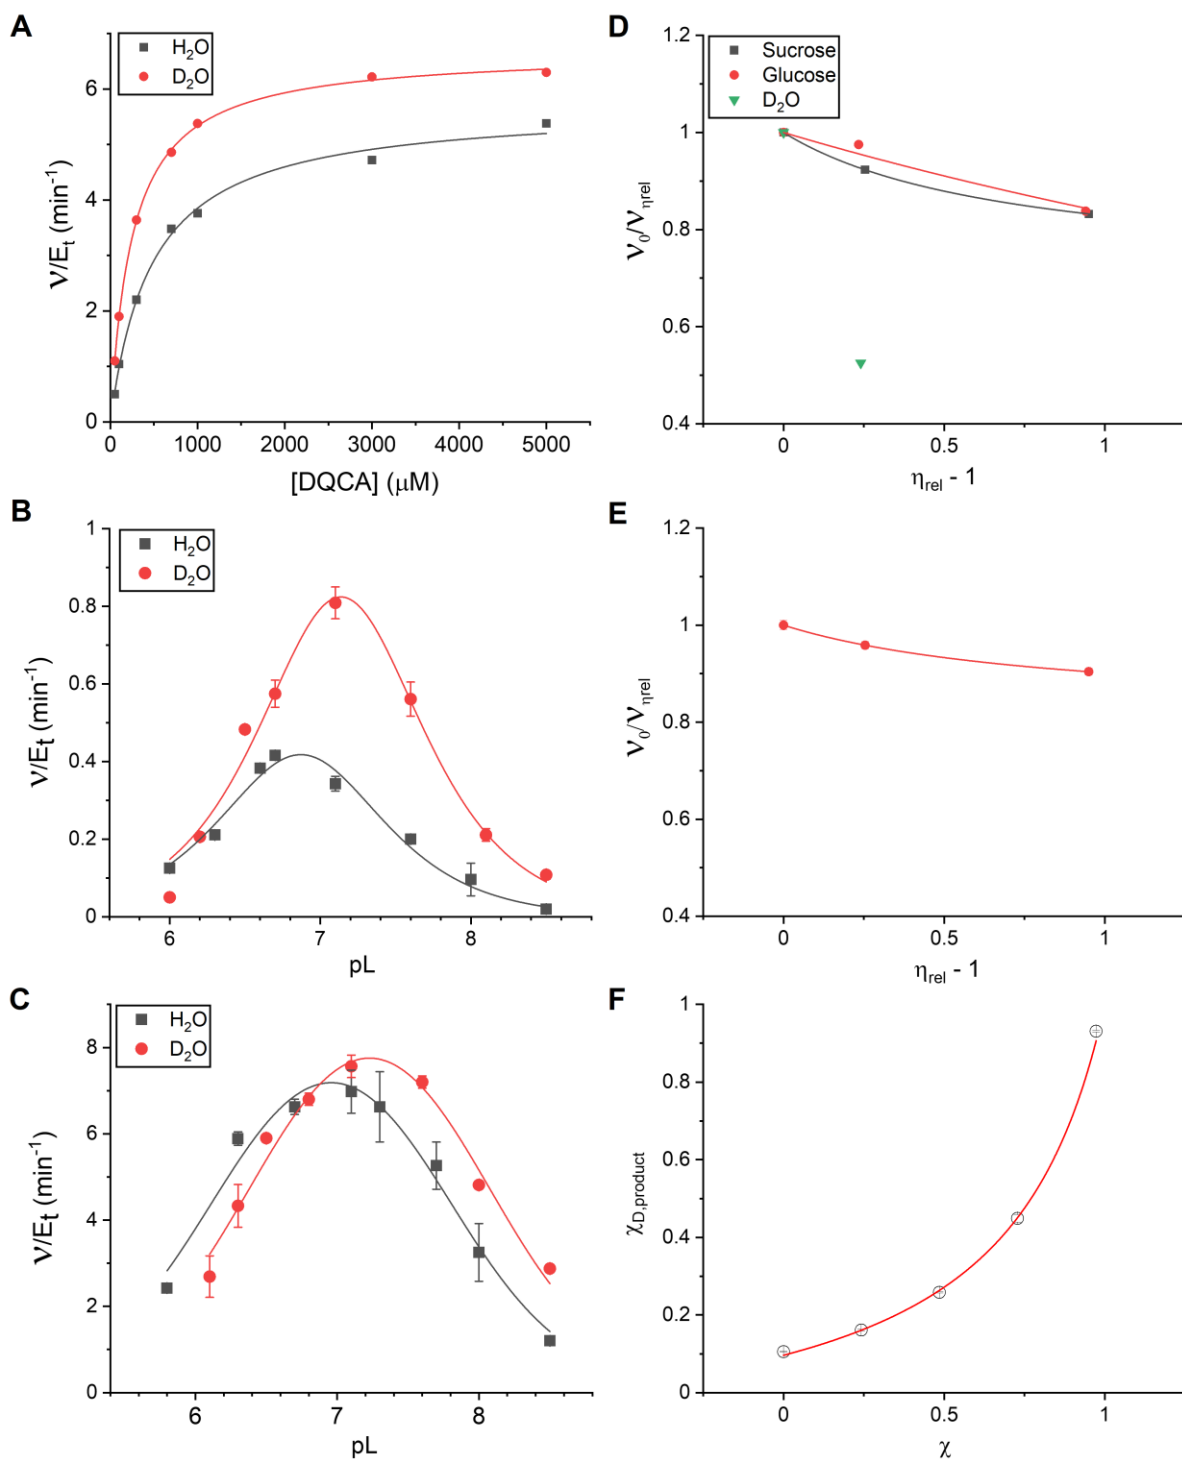 A
H₂O
D₂O
6
4
2
0
ν/Eₜ (min⁻¹)
0 1000 2000 3000 4000 5000
[DQCA] (μM)
B
H₂O
D₂O
1
0.8
0.6
0.4
0.2
0
ν/Eₜ (min⁻¹)
6 7 8
pL
C
H₂O
D₂O
8
6
4
2
0
ν/Eₜ (min⁻¹)
6 7 8
pL
D
Sucrose
Glucose
D₂O
1.2
1
0.8
0.6
0.4
ν₀/νηrel
0 0.5 1
ηrel - 1
E
1.2
1
0.8
0.6
0.4
ν₀/νηrel
0 0.5 1
ηrel - 1
F
1
0.8
0.6
0.4
0.2
0
χD,product
0 0.5 1
χ